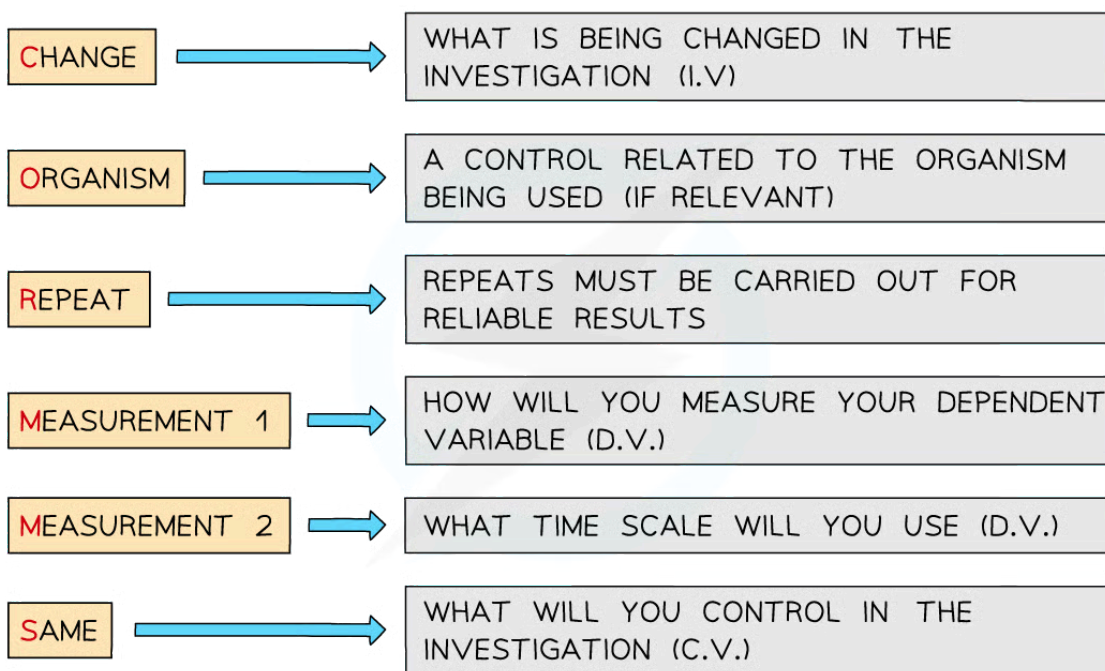 CHANGE
WHAT IS BEING CHANGED IN THE
INVESTIGATION (I.V)
ORGANISM
A CONTROL RELATED TO THE ORGANISM
BEING USED (IF RELEVANT)
REPEAT
REPEATS MUST BE CARRIED OUT FOR
RELIABLE RESULTS
MEASUREMENT 1
HOW WILL YOU MEASURE YOUR DEPENDENT
VARIABLE (D.V.)
MEASUREMENT 2
WHAT TIME SCALE WILL YOU USE (D.V.)
SAME
WHAT WILL YOU CONTROL IN THE
INVESTIGATION (C.V.)